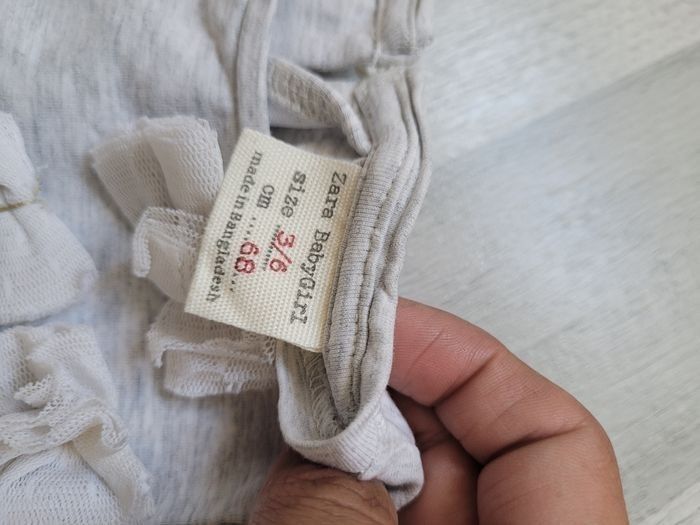 Zara BabyGirl
size ........ 3/6
cm ....68...
made in Bangladesh